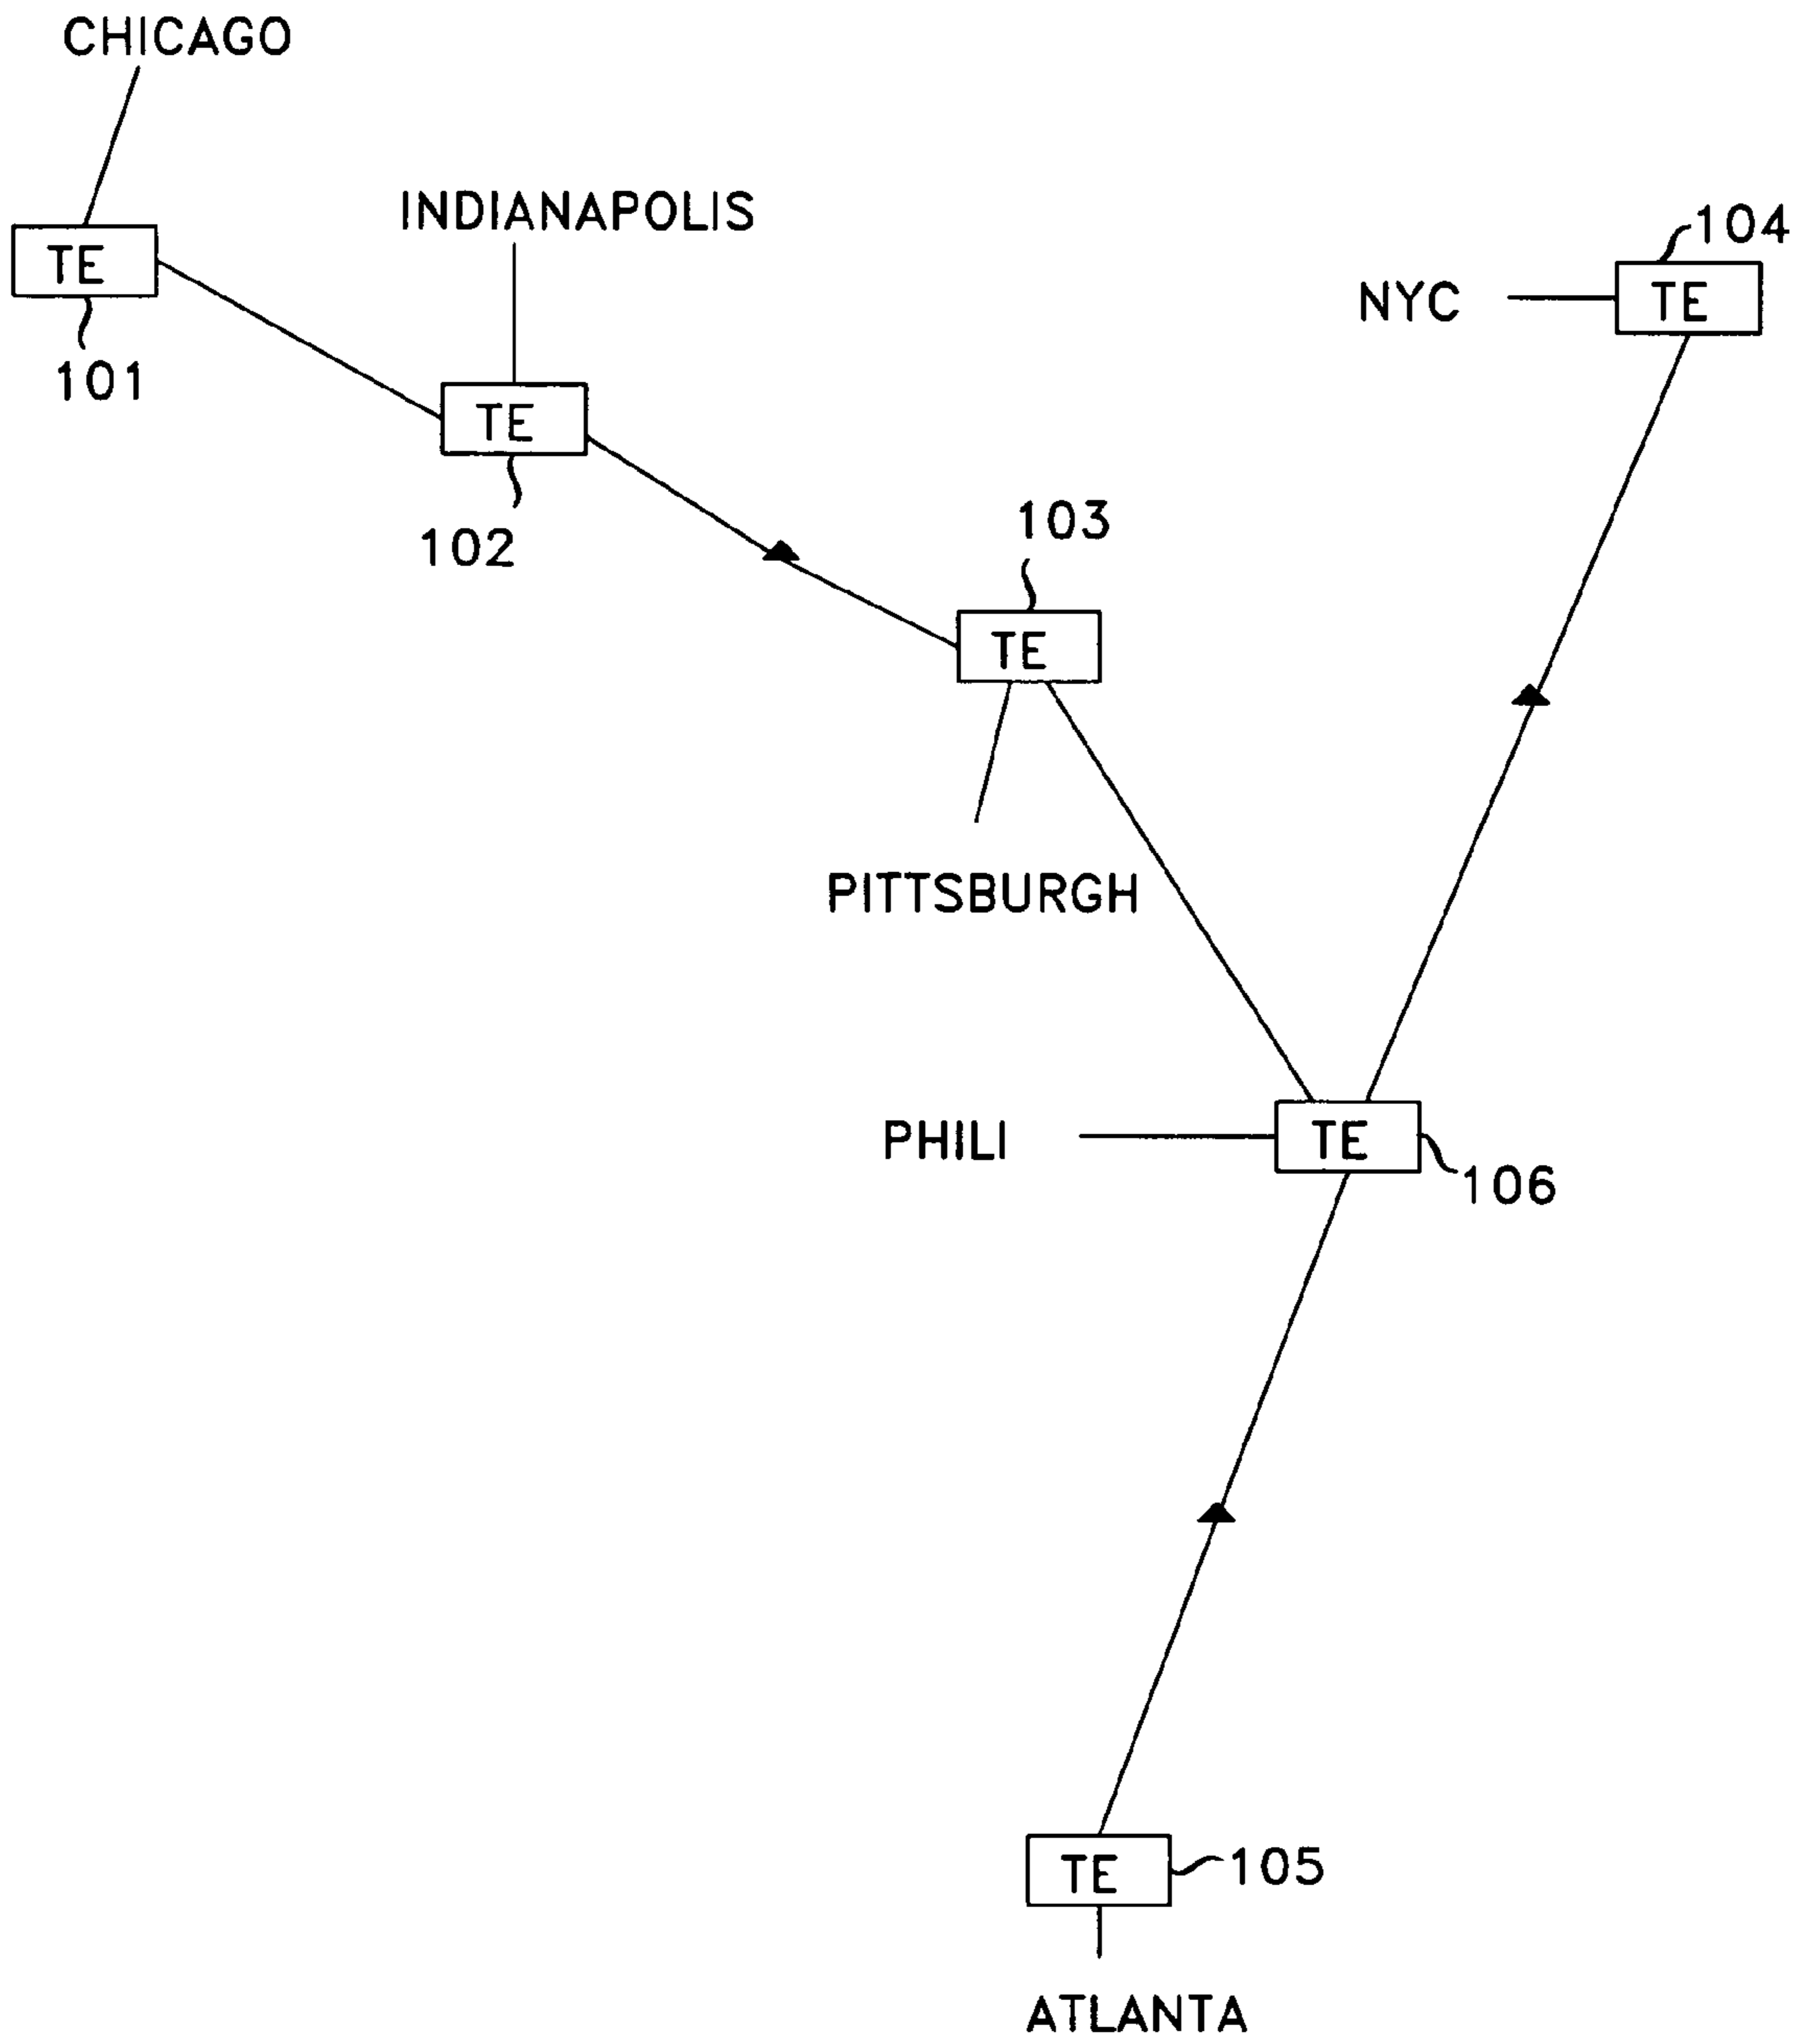 CHICAGO
INDIANAPOLIS
104
TE
NYC
TE
101
TE
102
103
TE
PITTSBURGH
PHILI
TE
106
TE
105
ATLANTA